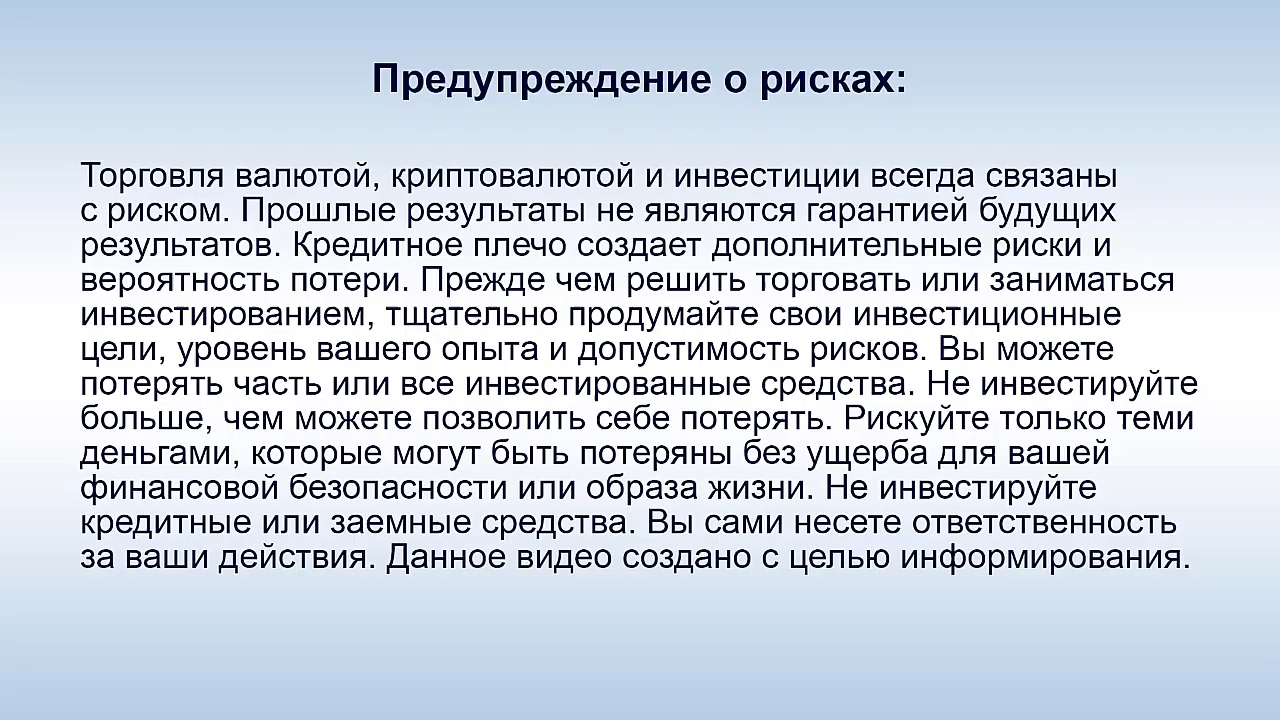 Предупреждение о рисках:
Торговля валютой, криптовалютой и инвестиции всегда связаны
с риском. Прошлые результаты не являются гарантией будущих
результатов. Кредитное плечо создает дополнительные риски и
вероятность потери. Прежде чем решить торговать или заниматься
инвестированием, тщательно продумайте свои инвестиционные
цели, уровень вашего опыта и допустимость рисков. Вы можете
потерять часть или все инвестированные средства. Не инвестируйте
больше, чем можете позволить себе потерять. Рискуйте только теми
деньгами, которые могут быть потеряны без ущерба для вашей
финансовой безопасности или образа жизни. Не инвестируйте
кредитные или заемные средства. Вы сами несете ответственность
за ваши действия. Данное видео создано с целью информирования.